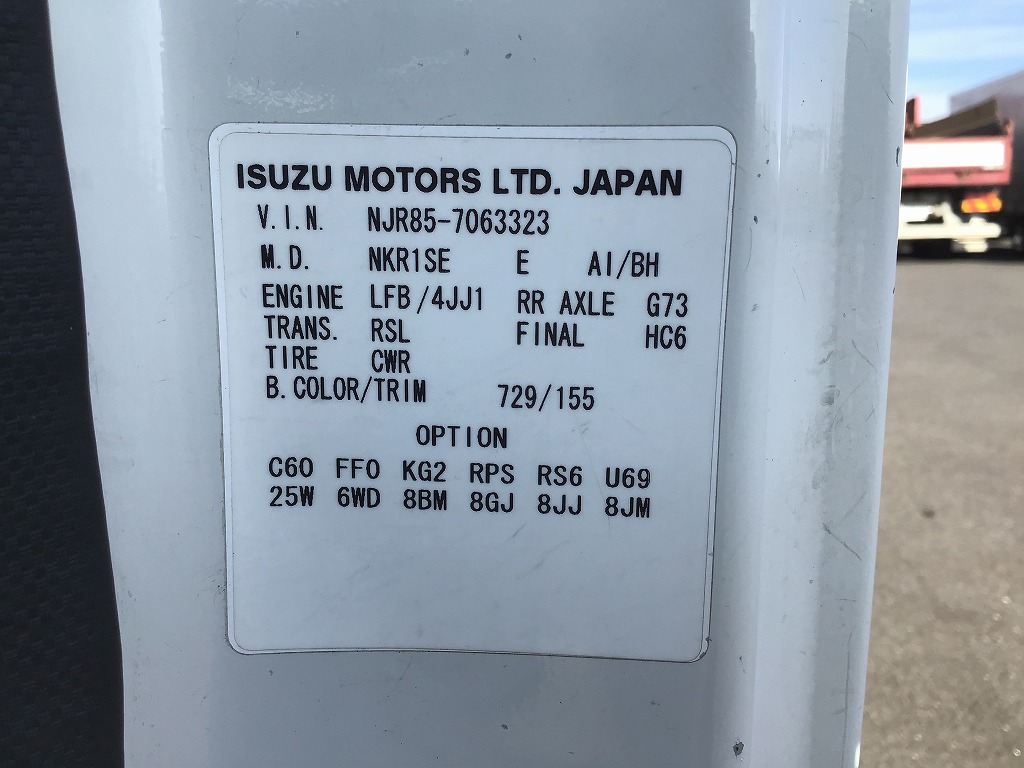 ISUZU MOTORS LTD. JAPAN
V.I.N. NJR85-7063323
M.D. NKR1SE E AI/BH
ENGINE LFB/4JJ1 RR AXLE G73
TRANS. RSL FINAL HC6
TIRE CWR
B.COLOR/TRIM 729/155
OPTION
C60 FF0 KG2 RPS RS6 U69
25W 6WD 8BM 8GJ 8JJ 8JM